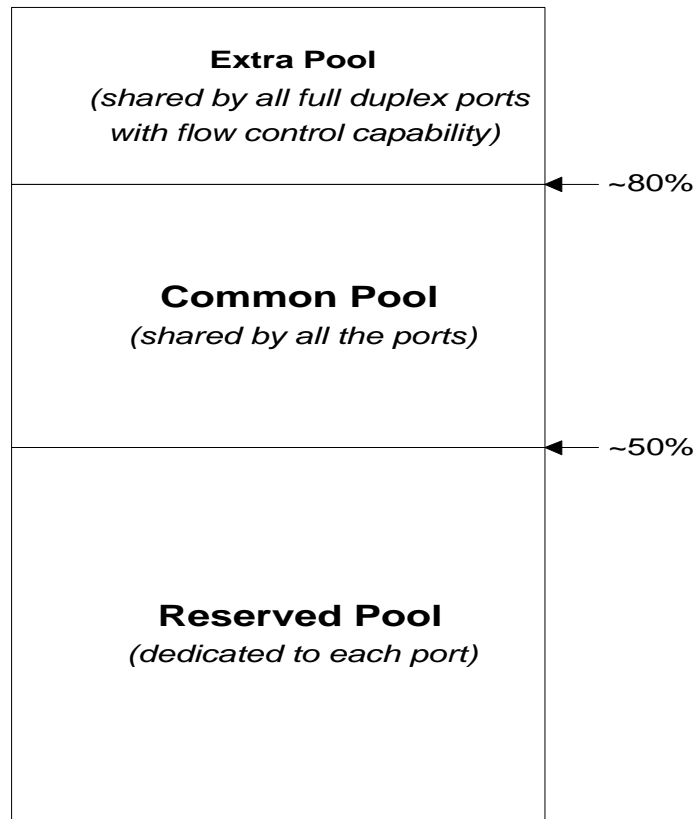 Extra Pool
(shared by all full duplex ports
with flow control capability)
~80%
Common Pool
(shared by all the ports)
~50%
Reserved Pool
(dedicated to each port)